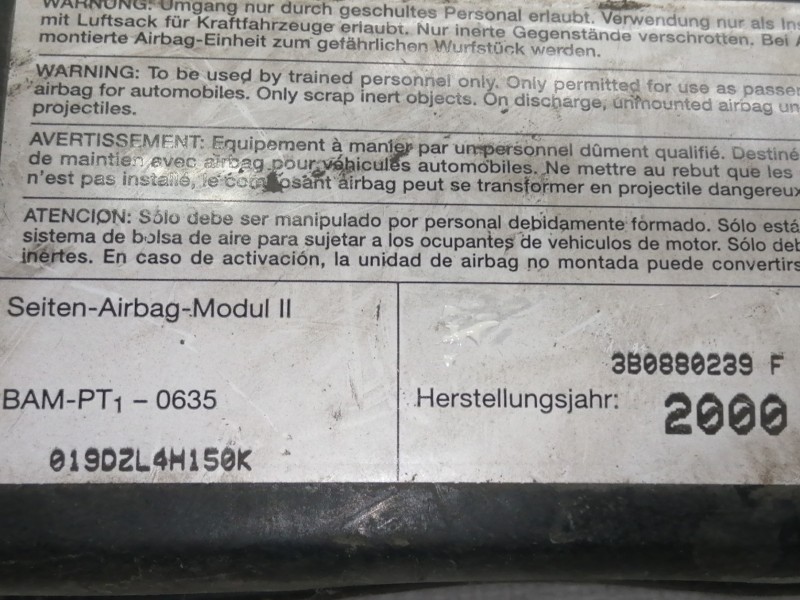 WARNUNG: Umgang nur durch geschultes Personal erlaubt. Verwendung nur als Ins
mit Luftsack für Kraftfahrzeuge erlaubt. Nur inerte Gegenstände verschrotten. Bei A
montierte Airbag-Einheit zum gefährlichen Wurfstück werden.
WARNING: To be used by trained personnel only. Only permitted for use as passen
airbag for automobiles. Only scrap inert objects. On discharge, unmounted airbag un
projectiles.
AVERTISSEMENT: Equipement à manier par un personnel dûment qualifié. Destiné
de maintien avec airbag pour véhicules automobiles. Ne mettre au rebut que les
n'est pas installé, le composant airbag peut se transformer en projectile dangereux
ATENCION: Sólo debe ser manipulado por personal debidamente formado. Sólo está
sistema de bolsa de aire para sujetar a los ocupantes de vehiculos de motor. Sólo deb
inertes. En caso de activación, la unidad de airbag no montada puede convertirs
Seiten-Airbag-Modul II
3B0880239 F
BAM-PT1 – 0635
Herstellungsjahr: 2000
019DZL4H150K